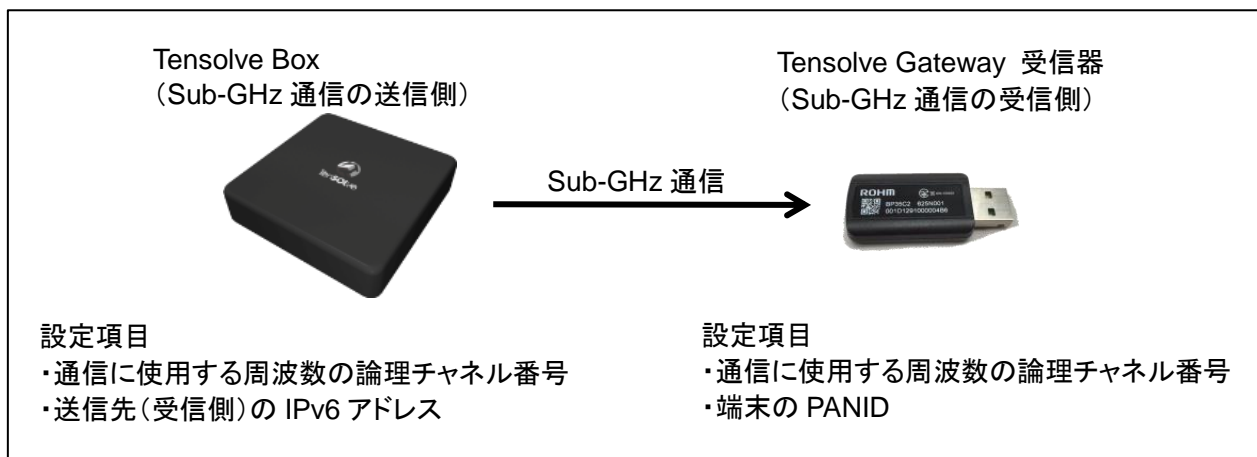 Tensolve Box
（Sub-GHz 通信の送信側）
Tensolve Gateway 受信器
（Sub-GHz 通信の受信側）
TenSOLve
Sub-GHz 通信
ROHM
BP35C2 625N001
設定項目
・通信に使用する周波数の論理チャネル番号
・送信先（受信側）の IPv6 アドレス
設定項目
・通信に使用する周波数の論理チャネル番号
・端末の PANID